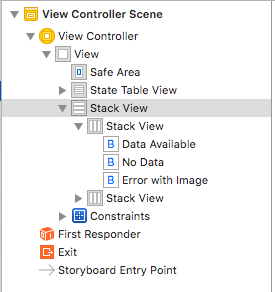 View Controller Scene
View Controller
View
Safe Area
State Table View
Stack View
Stack View
B Data Available
B No Data
B Error with Image
Stack View
Constraints
First Responder
Exit
Storyboard Entry Point